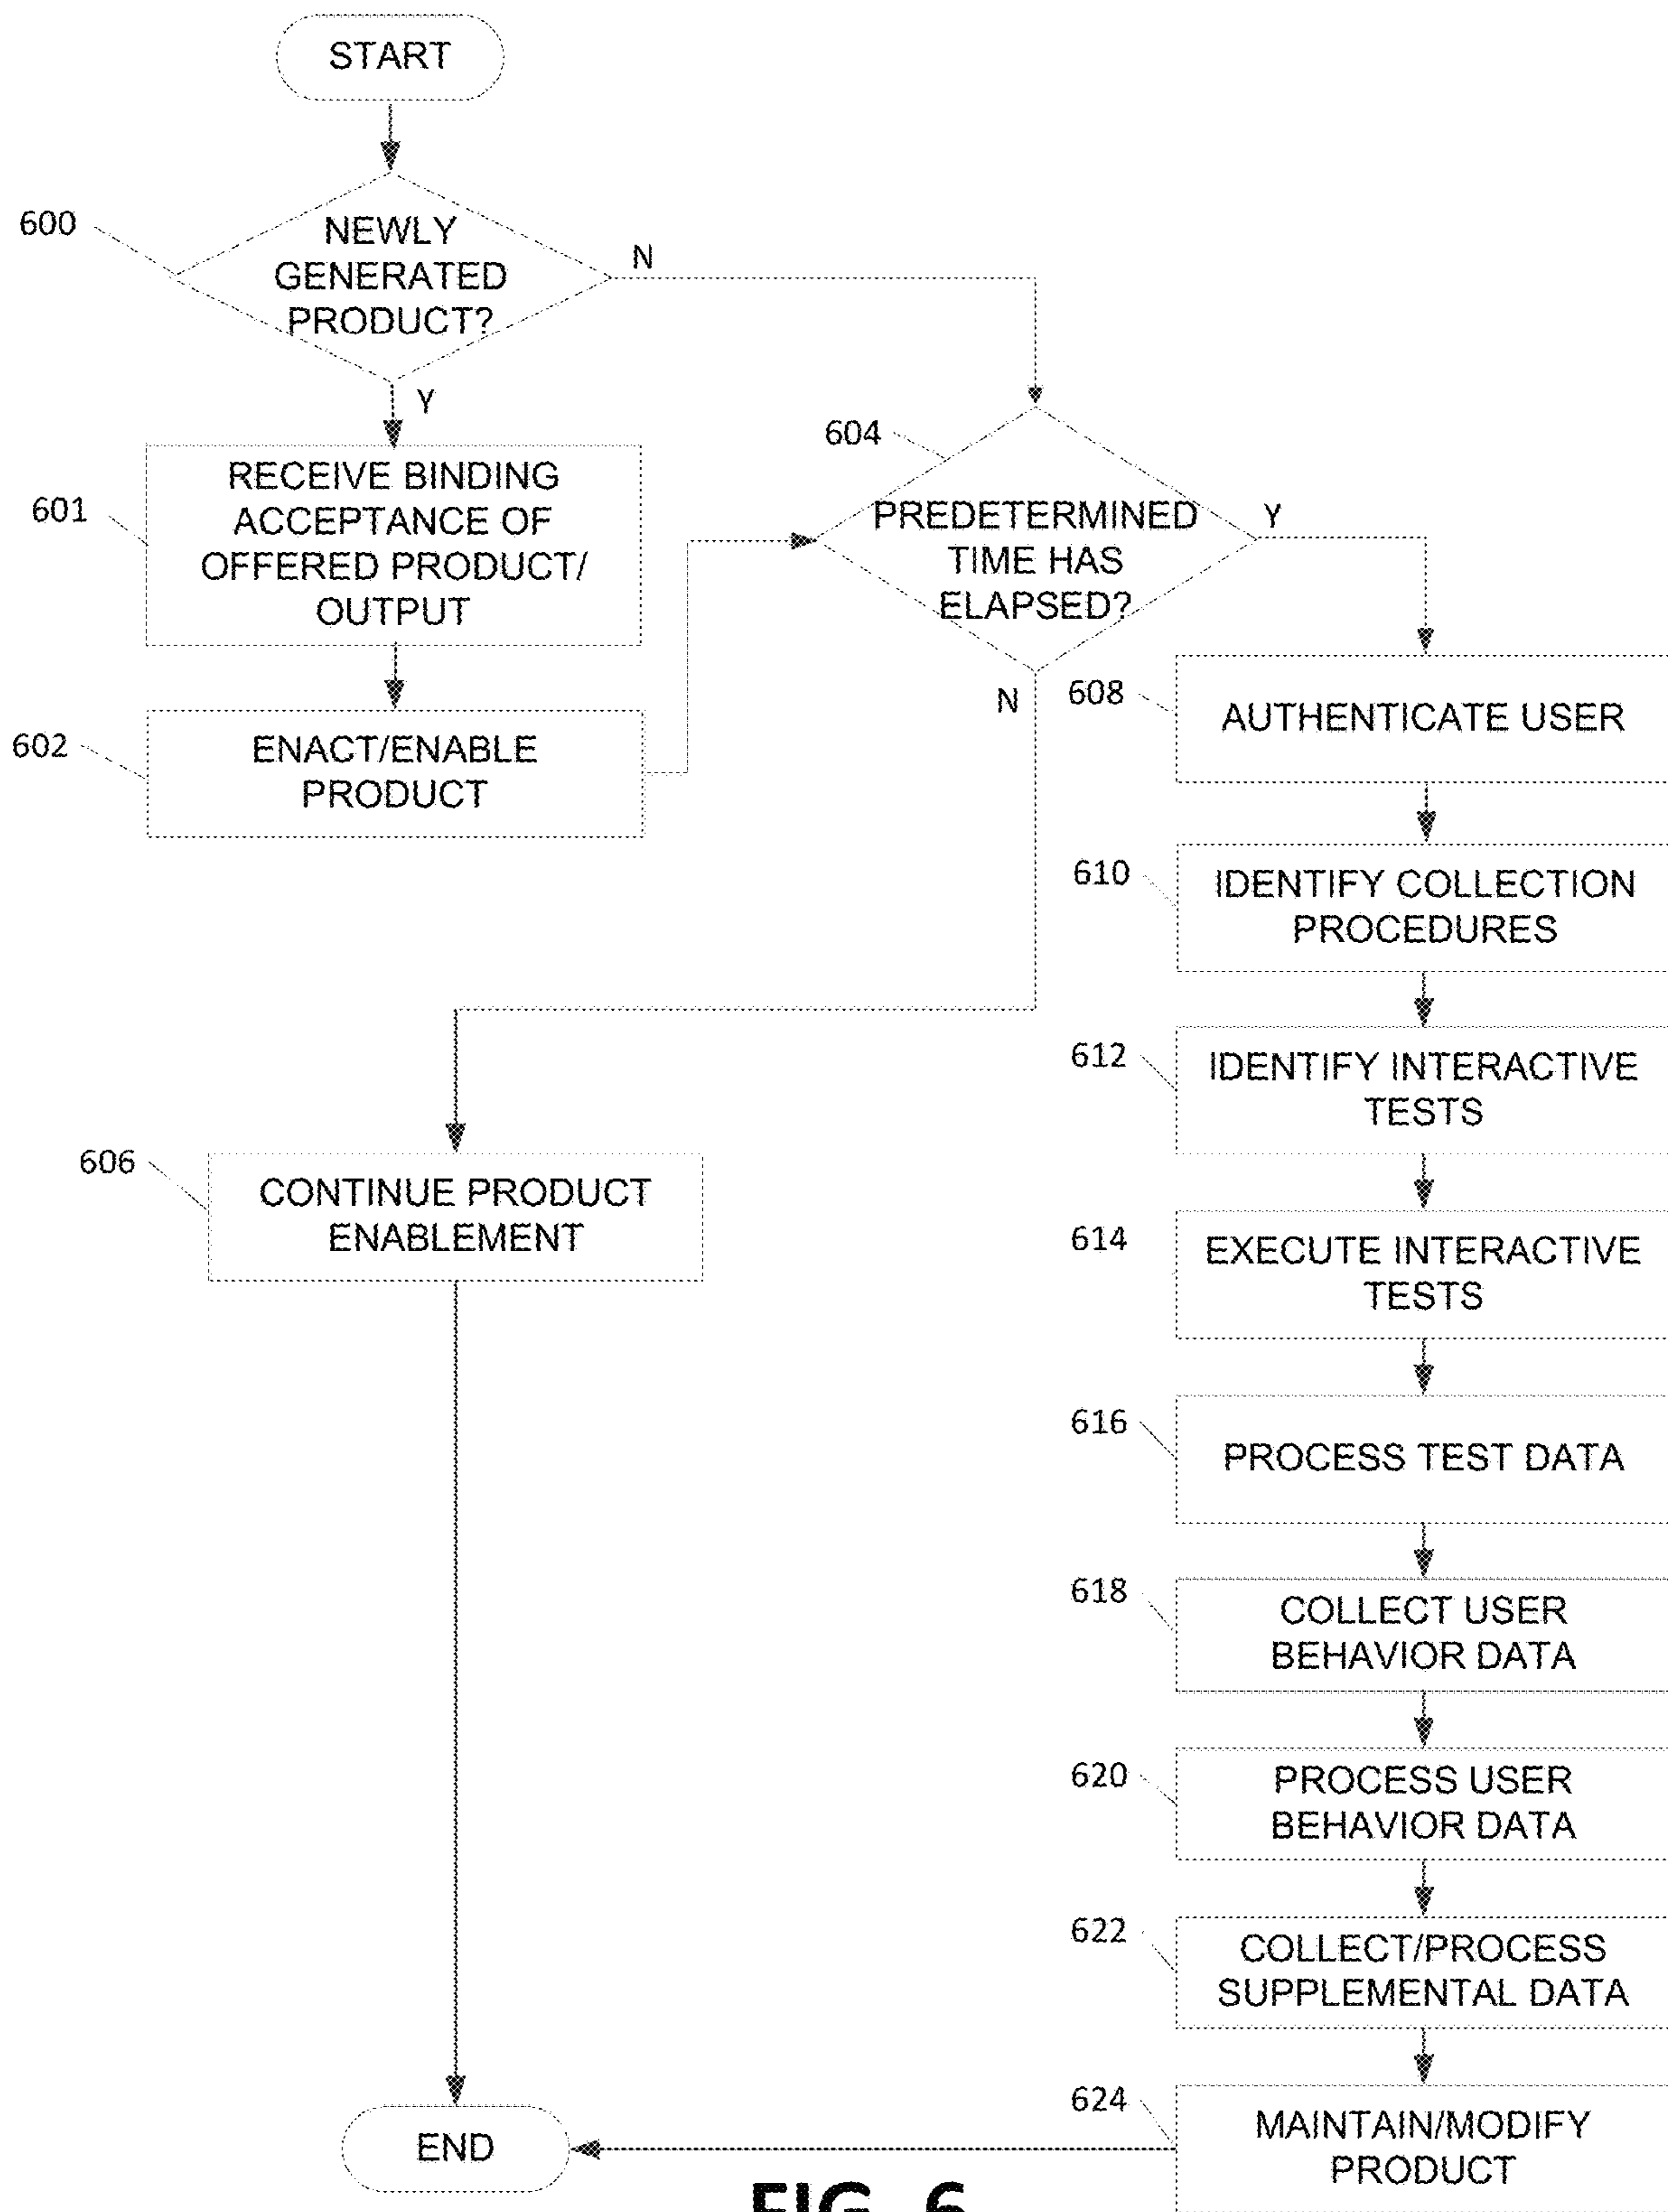 START
600
NEWLY
GENERATED
PRODUCT?
N
Y
601
RECEIVE BINDING
ACCEPTANCE OF
OFFERED PRODUCT/
OUTPUT
602
ENACT/ENABLE
PRODUCT
604
PREDETERMINED
TIME HAS
ELAPSED?
Y
N
606
CONTINUE PRODUCT
ENABLEMENT
608
AUTHENTICATE USER
610
IDENTIFY COLLECTION
PROCEDURES
612
IDENTIFY INTERACTIVE
TESTS
614
EXECUTE INTERACTIVE
TESTS
616
PROCESS TEST DATA
618
COLLECT USER
BEHAVIOR DATA
620
PROCESS USER
BEHAVIOR DATA
622
COLLECT/PROCESS
SUPPLEMENTAL DATA
624
MAINTAIN/MODIFY
PRODUCT
END
FIG. 6